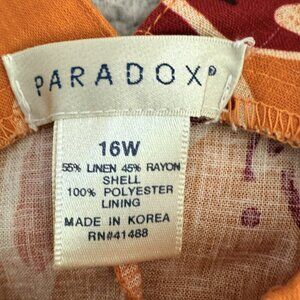 PARADOX®
16W
55% LINEN 45% RAYON
SHELL
100% POLYESTER
LINING
MADE IN KOREA
RN#41488